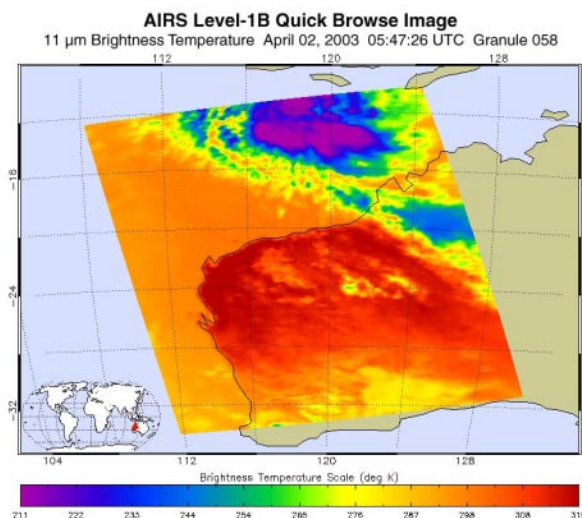 AIRS Level-1B Quick Browse Image
11 µm Brightness Temperature April 02, 2003 05:47:26 UTC Granule 058
112 120 128
-16
-24
-32
104 112 120 128
Brightness Temperature Scale (deg K)
211 222 233 244 254 265 276 287 298 308 31